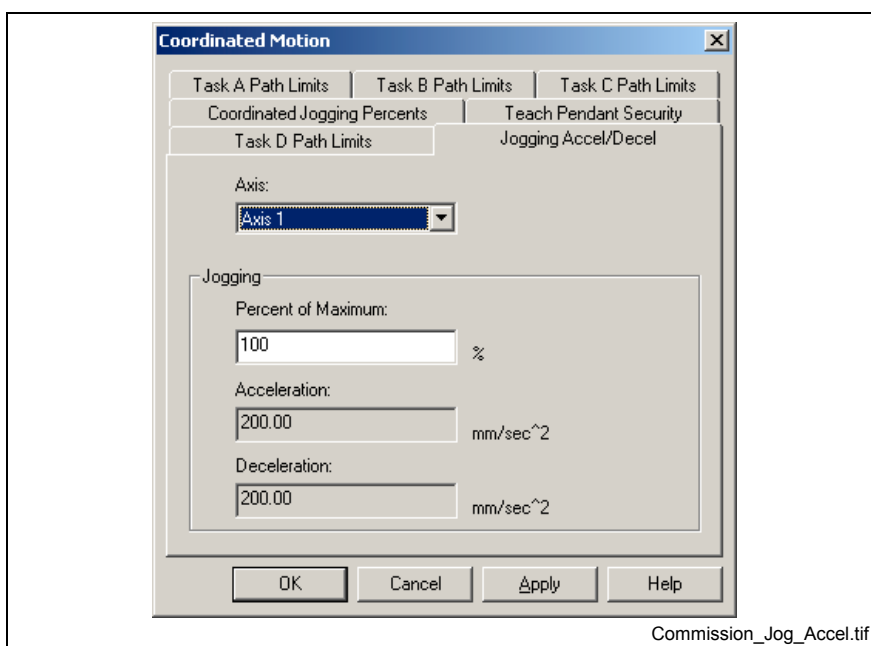 Coordinated Motion
Task A Path Limits Task B Path Limits Task C Path Limits
Coordinated Jogging Percents Teach Pendant Security
Task D Path Limits Jogging Accel/Decel
Axis:
Axis 1
Jogging
Percent of Maximum:
100 %
Acceleration:
200.00 mm/sec^2
Deceleration:
200.00 mm/sec^2
OK Cancel Apply Help
Commission_Jog_Accel.tif